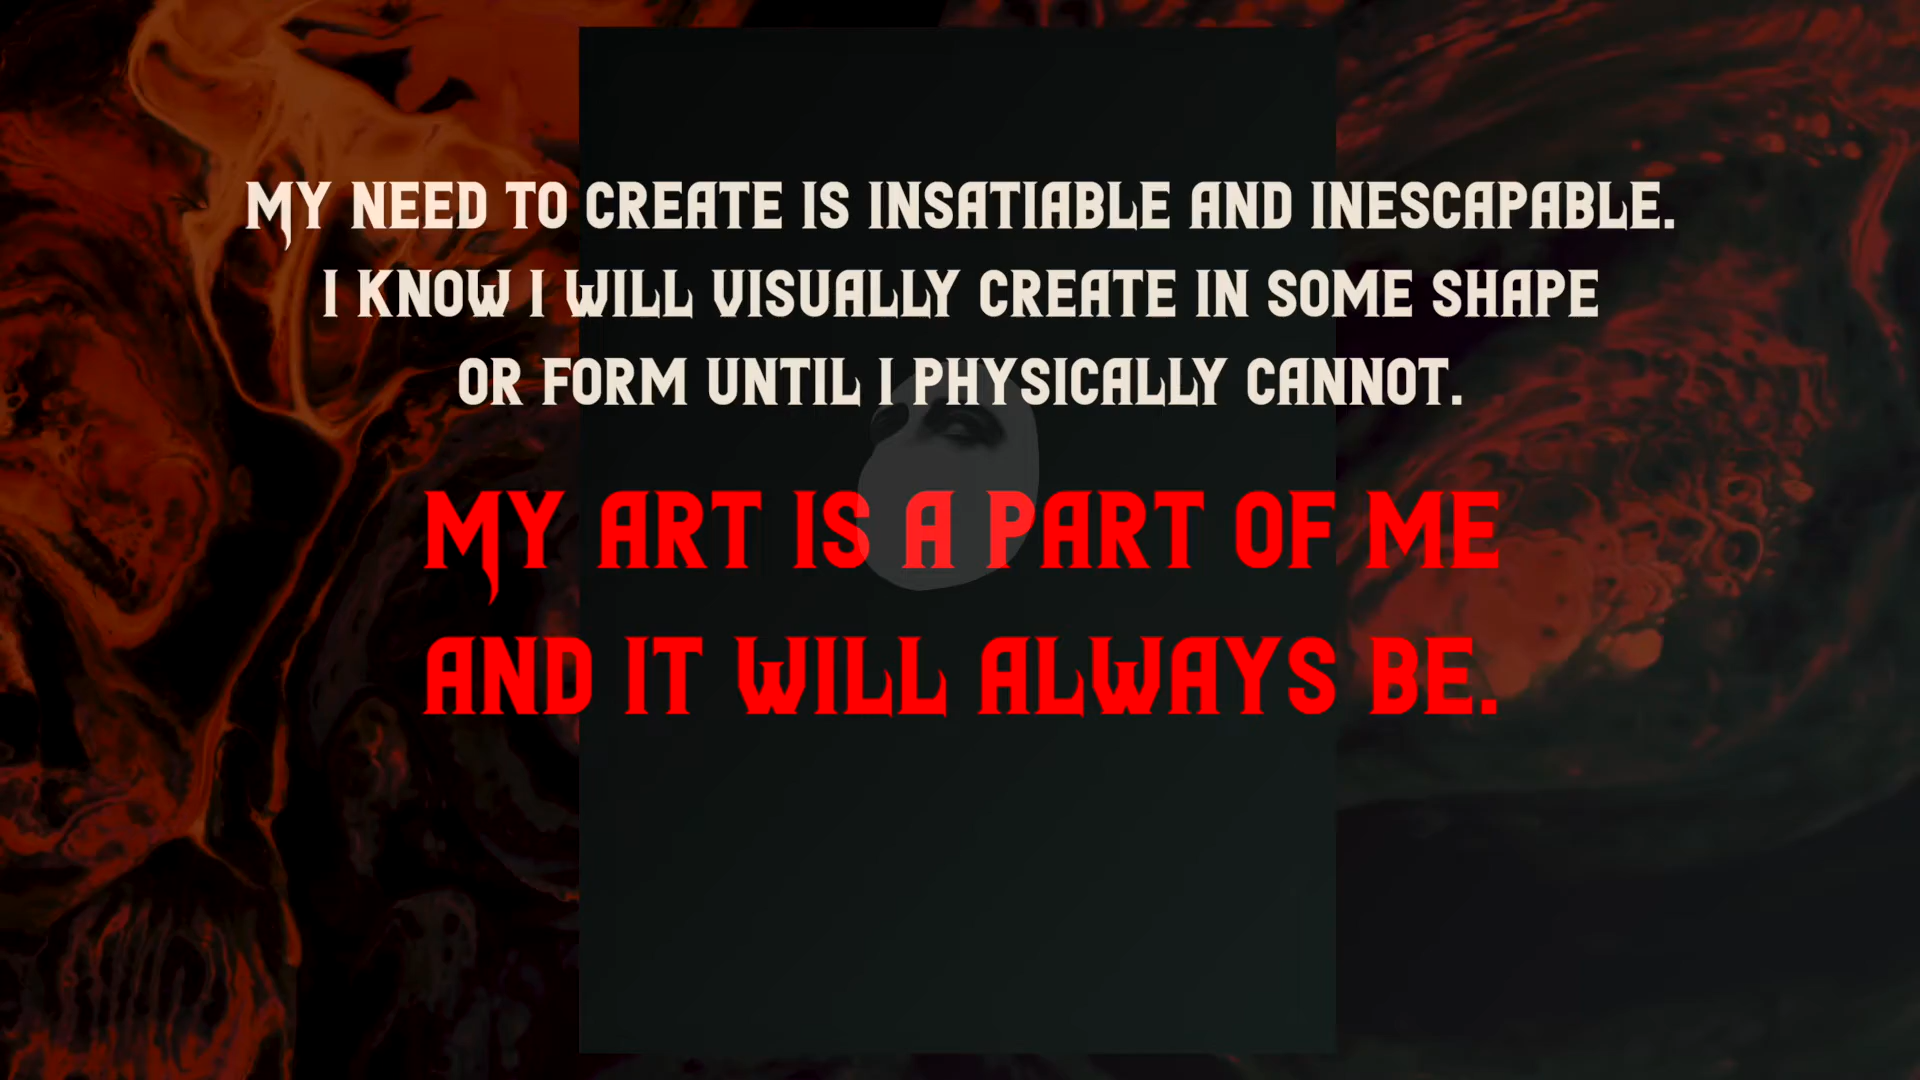 MY NEED TO CREATE IS INSATIABLE AND INESCAPABLE.
I KNOW I WILL VISUALLY CREATE IN SOME SHAPE
OR FORM UNTIL I PHYSICALLY CANNOT.
MY ART IS A PART OF ME
AND IT WILL ALWAYS BE.